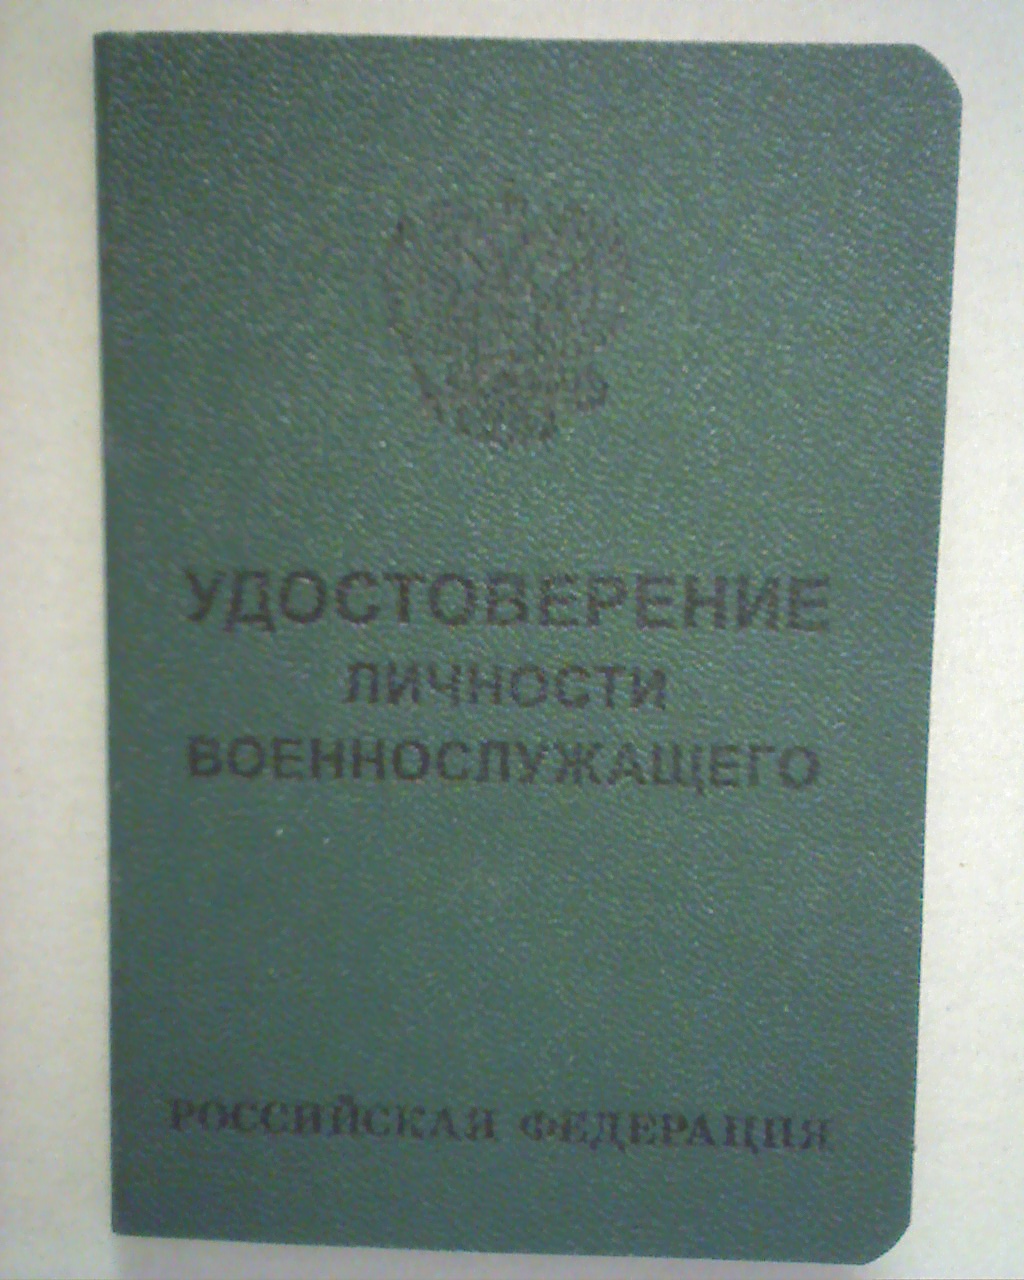 УДОСТОВЕРЕНИЕ
ЛИЧНОСТИ
ВОЕННОСЛУЖАЩЕГО
РОССИЙСКАЯ ФЕДЕРАЦИЯ